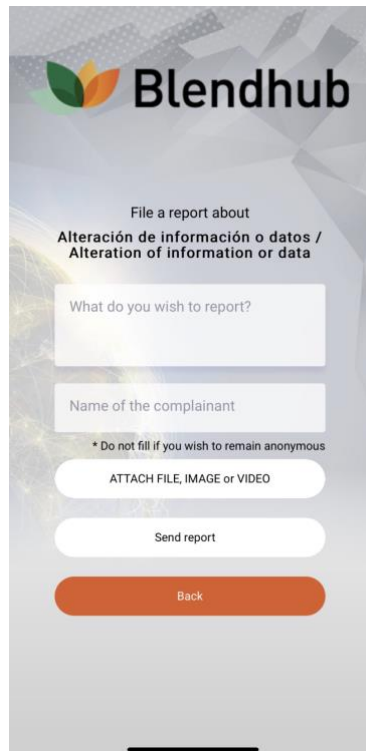 Blendhub
File a report about
Alteración de información o datos /
Alteration of information or data
What do you wish to report?
Name of the complainant
* Do not fill if you wish to remain anonymous
ATTACH FILE, IMAGE or VIDEO
Send report
Back